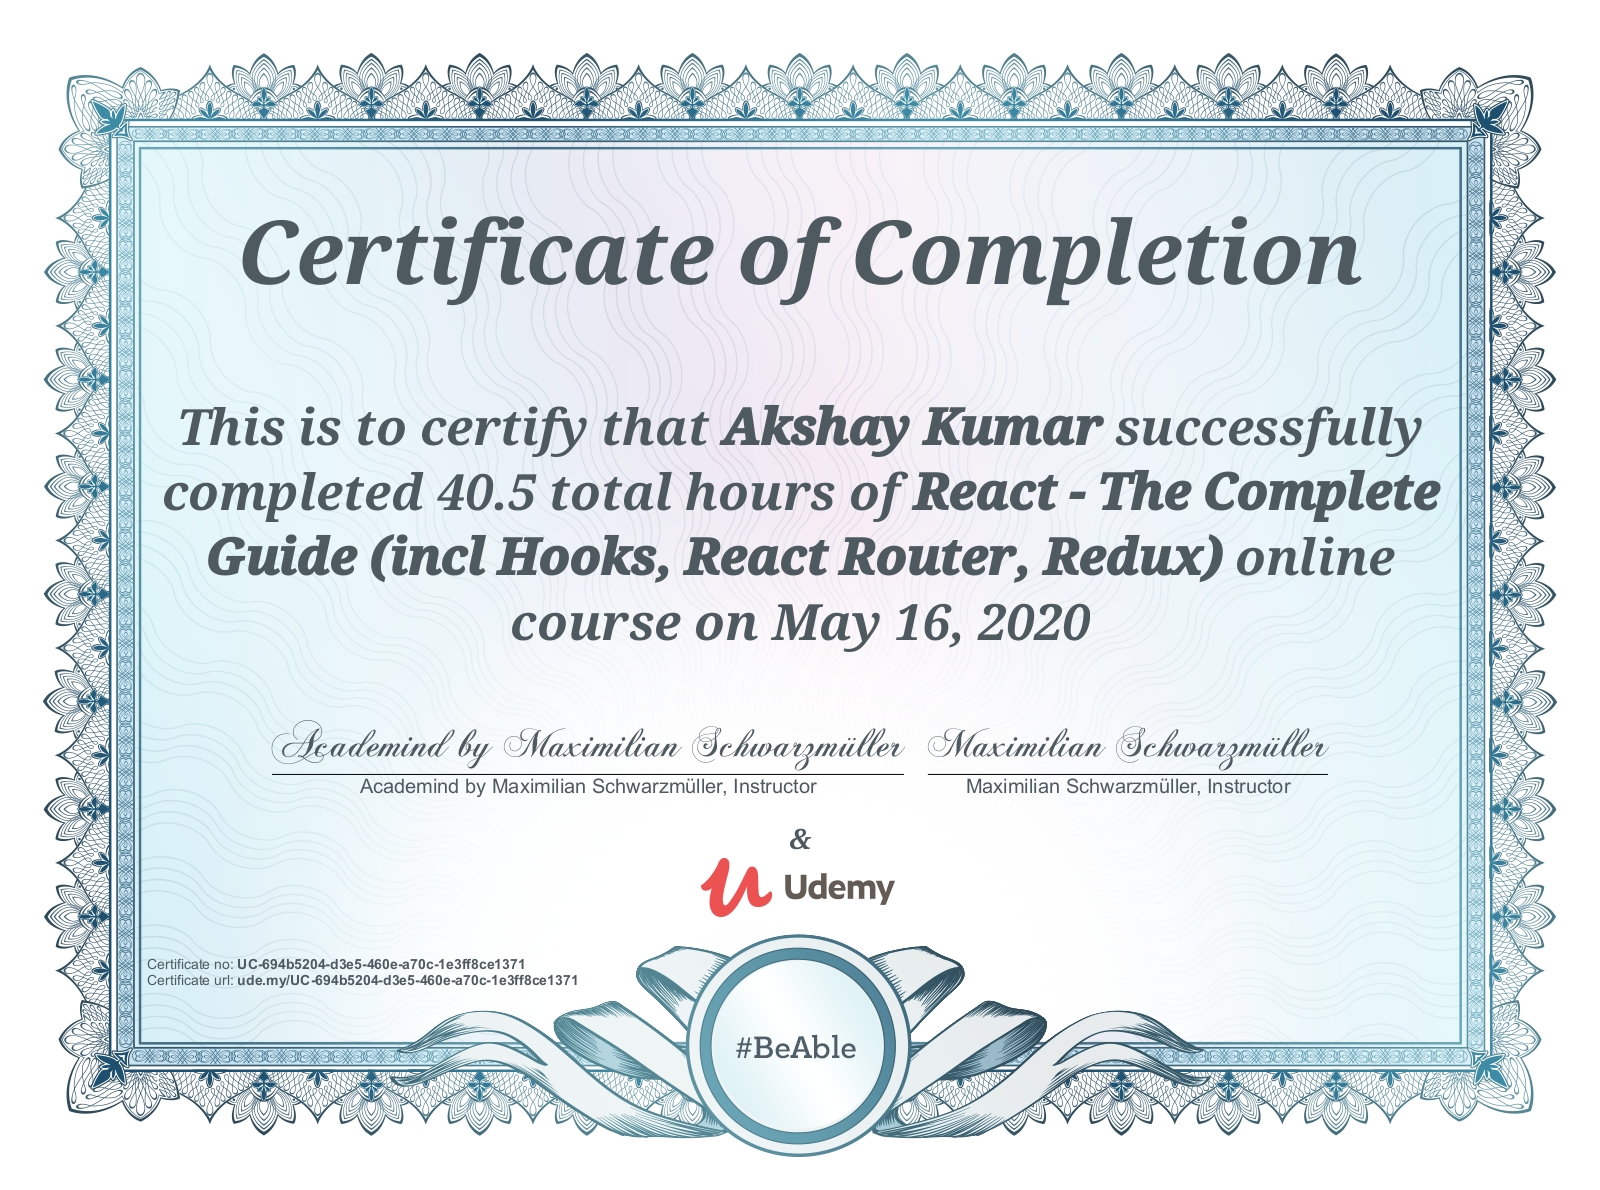 Certificate of Completion
This is to certify that Akshay Kumar successfully
completed 40.5 total hours of React - The Complete
Guide (incl Hooks, React Router, Redux) online
course on May 16, 2020
Academind by Maximilian Schwarzmüller Maximilian Schwarzmüller
Academind by Maximilian Schwarzmüller, Instructor Maximilian Schwarzmüller, Instructor
&
Udemy
Certificate no: UC-694b5204-d3e5-460e-a70c-1e3ff8ce1371
Certificate url: ude.my/UC-694b5204-d3e5-460e-a70c-1e3ff8ce1371
#BeAble